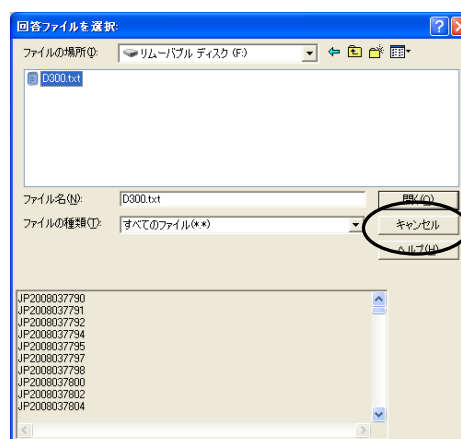 回答ファイルを選択:
ファイルの場所(I): リムーバブル ディスク (F:)
D300.txt
ファイル名(N): D300.txt 開く(O)
ファイルの種類(T): すべてのファイル(*.*) キャンセル
ヘルプ(H)
JP2008037790
JP2008037791
JP2008037792
JP2008037794
JP2008037795
JP2008037797
JP2008037798
JP2008037800
JP2008037802
JP2008037804